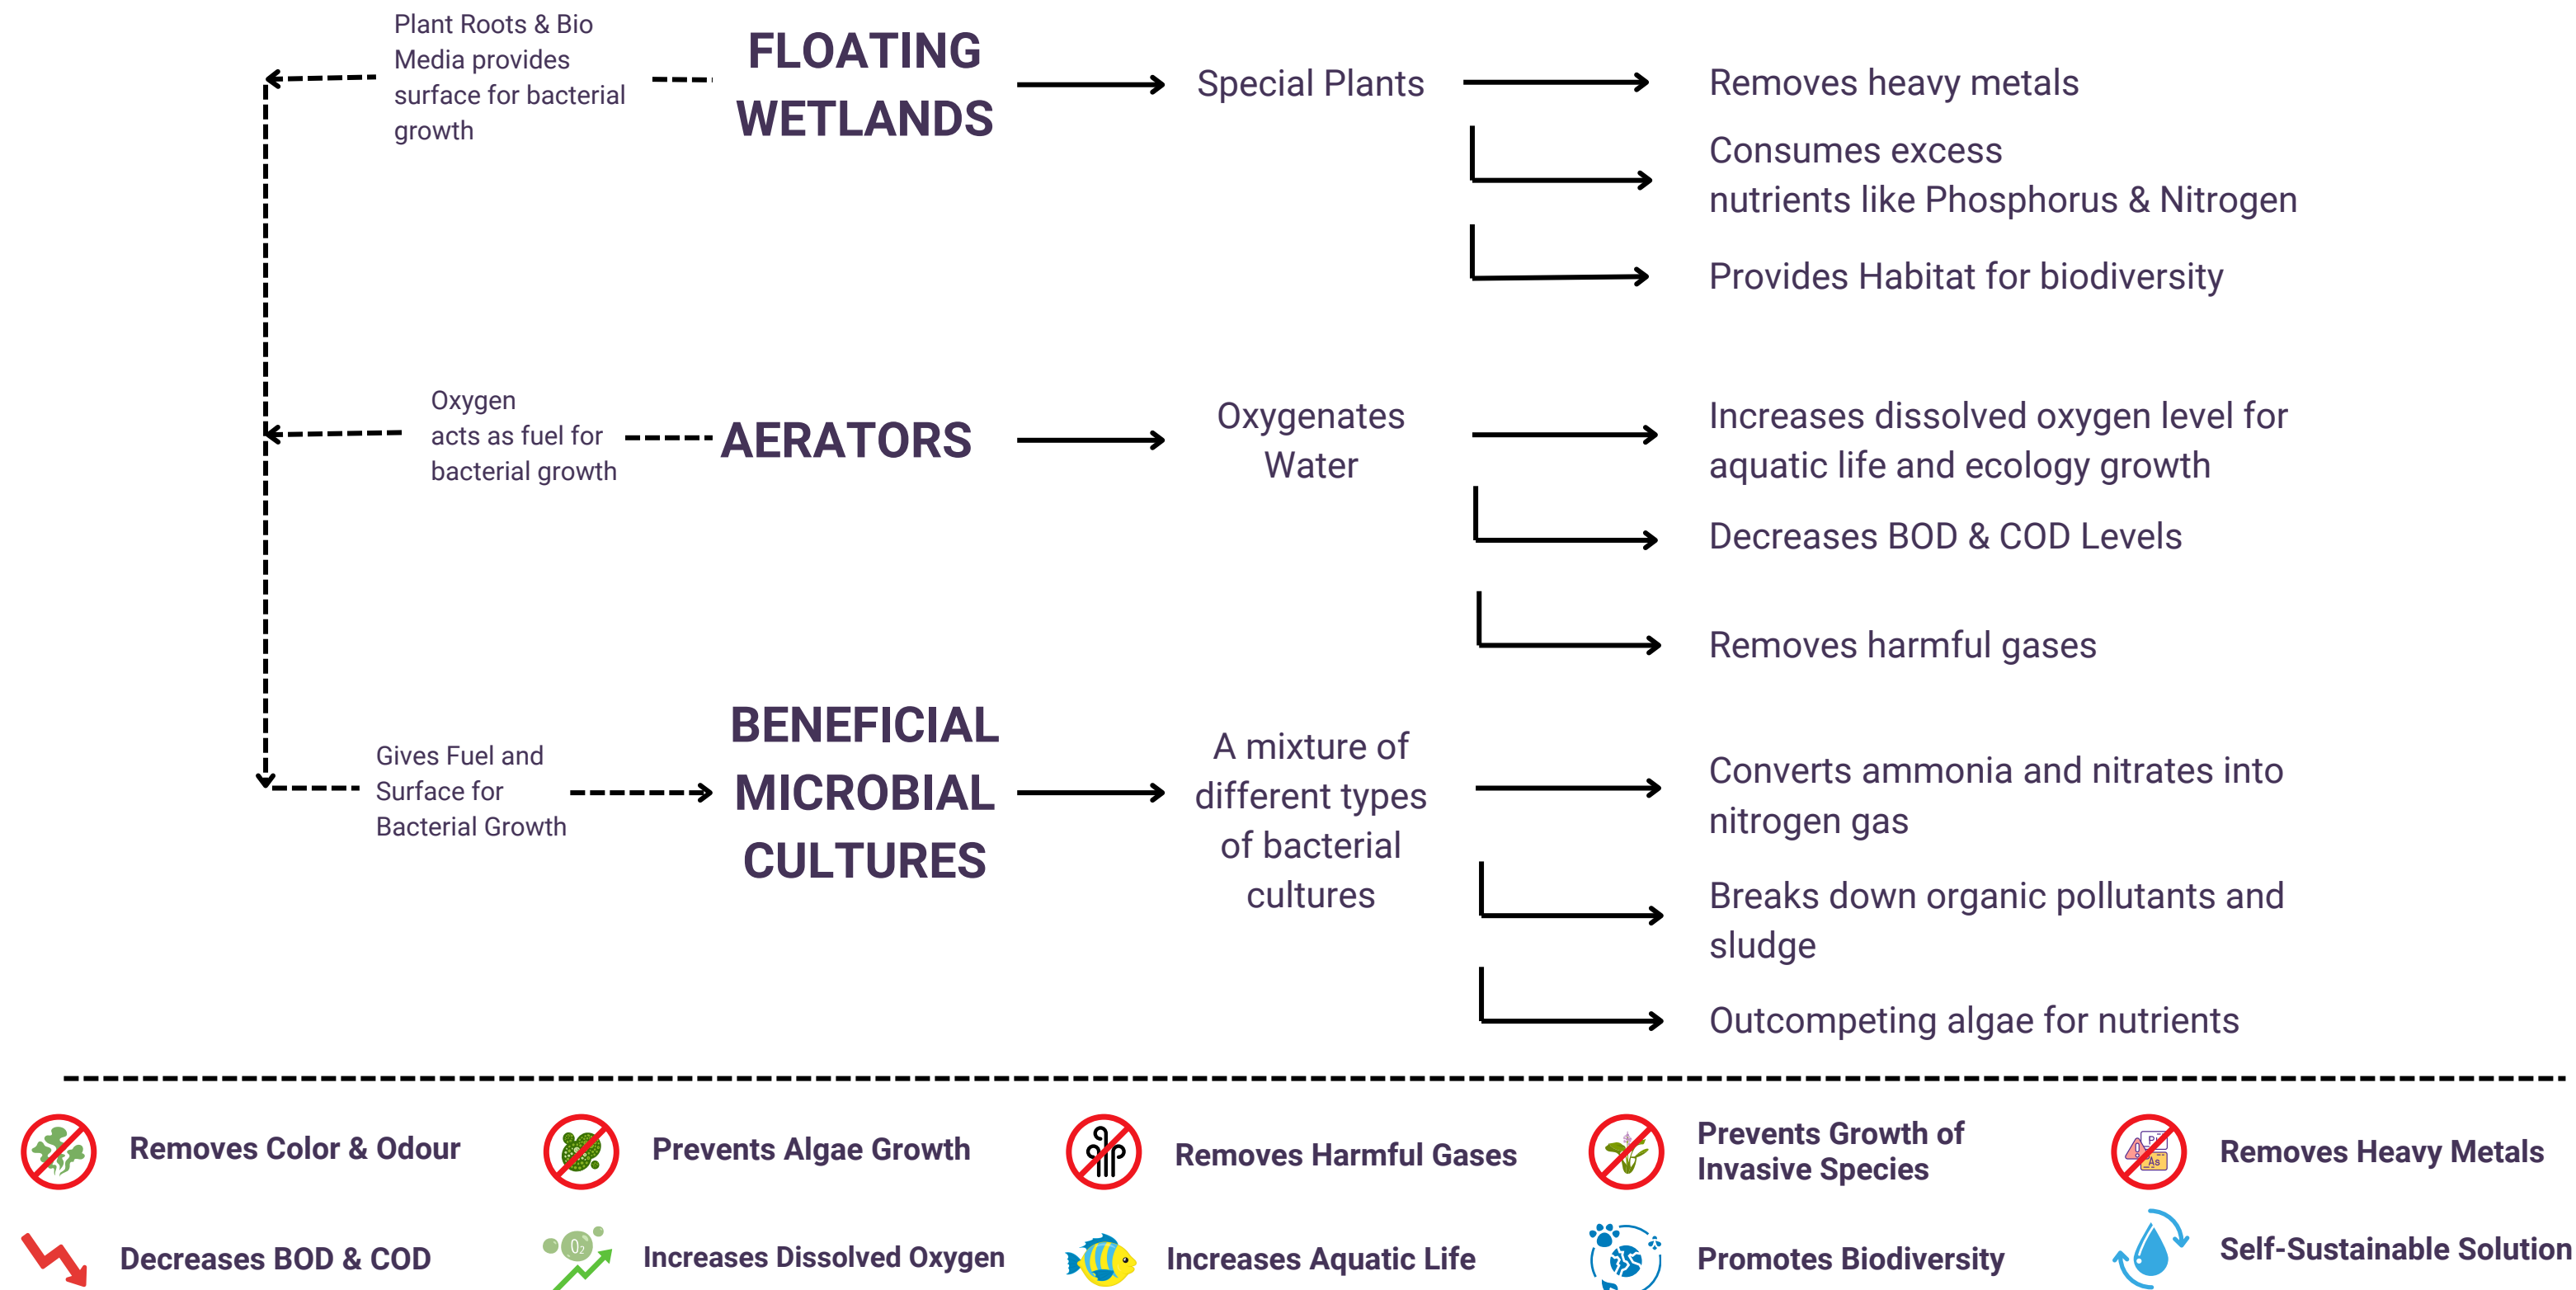 Plant Roots & Bio
Media provides
surface for bacterial
growth
FLOATING
WETLANDS
Special Plants
Removes heavy metals
Consumes excess
nutrients like Phosphorus & Nitrogen
Provides Habitat for biodiversity
Oxygen
acts as fuel for
bacterial growth
AERATORS
Oxygenates
Water
Increases dissolved oxygen level for
aquatic life and ecology growth
Decreases BOD & COD Levels
Removes harmful gases
Gives Fuel and
Surface for
Bacterial Growth
BENEFICIAL
MICROBIAL
CULTURES
A mixture of
different types
of bacterial
cultures
Converts ammonia and nitrates into
nitrogen gas
Breaks down organic pollutants and
sludge
Outcompeting algae for nutrients
Removes Color & Odour
Prevents Algae Growth
Removes Harmful Gases
Prevents Growth of
Invasive Species
As
Removes Heavy Metals
Decreases BOD & COD
O₂
Increases Dissolved Oxygen
Increases Aquatic Life
Promotes Biodiversity
Self-Sustainable Solution